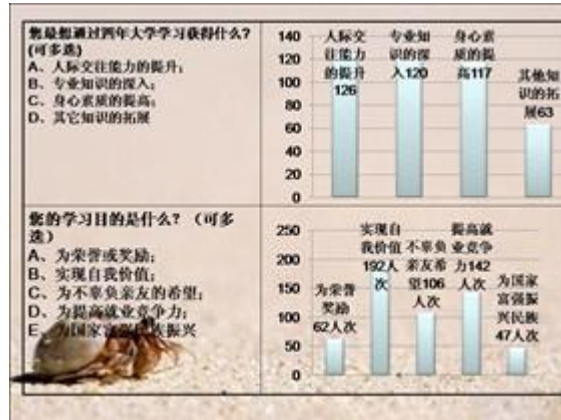 您最想通过四年大学学习获得什么?
(可多选)
A、人际交往能力的提升;
B、专业知识的深入;
C、身心素质的提高;
D、其它知识的拓展
140
120
100
80
60
40
20
0
人际交
往能力
的提升
126
专业知
识的深
入120
身心素
质的提
高117
其他知
识的拓
展63
您的学习目的是什么?(可多
选)
A、为荣誉或奖励;
B、实现自我价值;
C、为不辜负亲友的希望;
D、为提高就业竞争力;
E、为国家富强民族振兴
250
200
150
100
50
0
为荣誉
奖励
62人次
实现自
我价值
192人
次
不辜负
亲友希
望106
人次
提高就
业竞争
力142
人次
为国家
富强振
兴民族
47人次